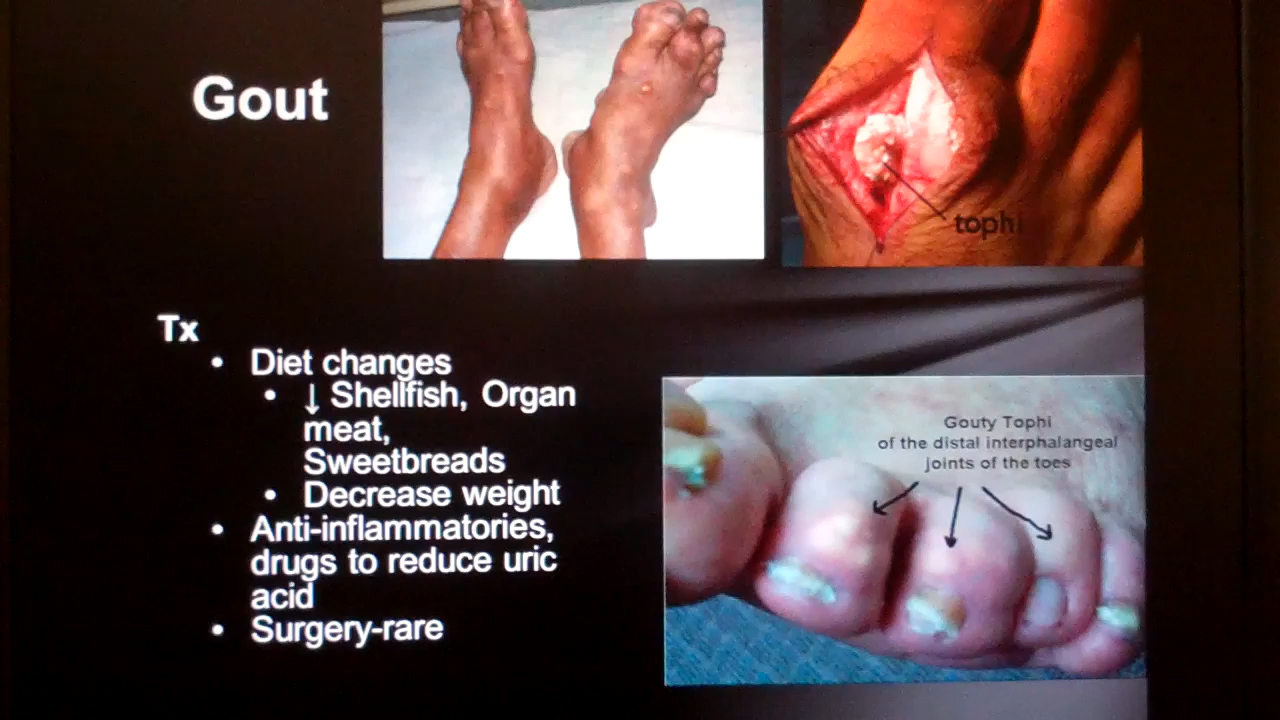 Gout
tophi
Tx
• Diet changes
• ↓ Shellfish, Organ
meat,
Sweetbreads
• Decrease weight
• Anti-inflammatories,
drugs to reduce uric
acid
• Surgery-rare
Gouty Tophi
of the distal interphalangeal
joints of the toes